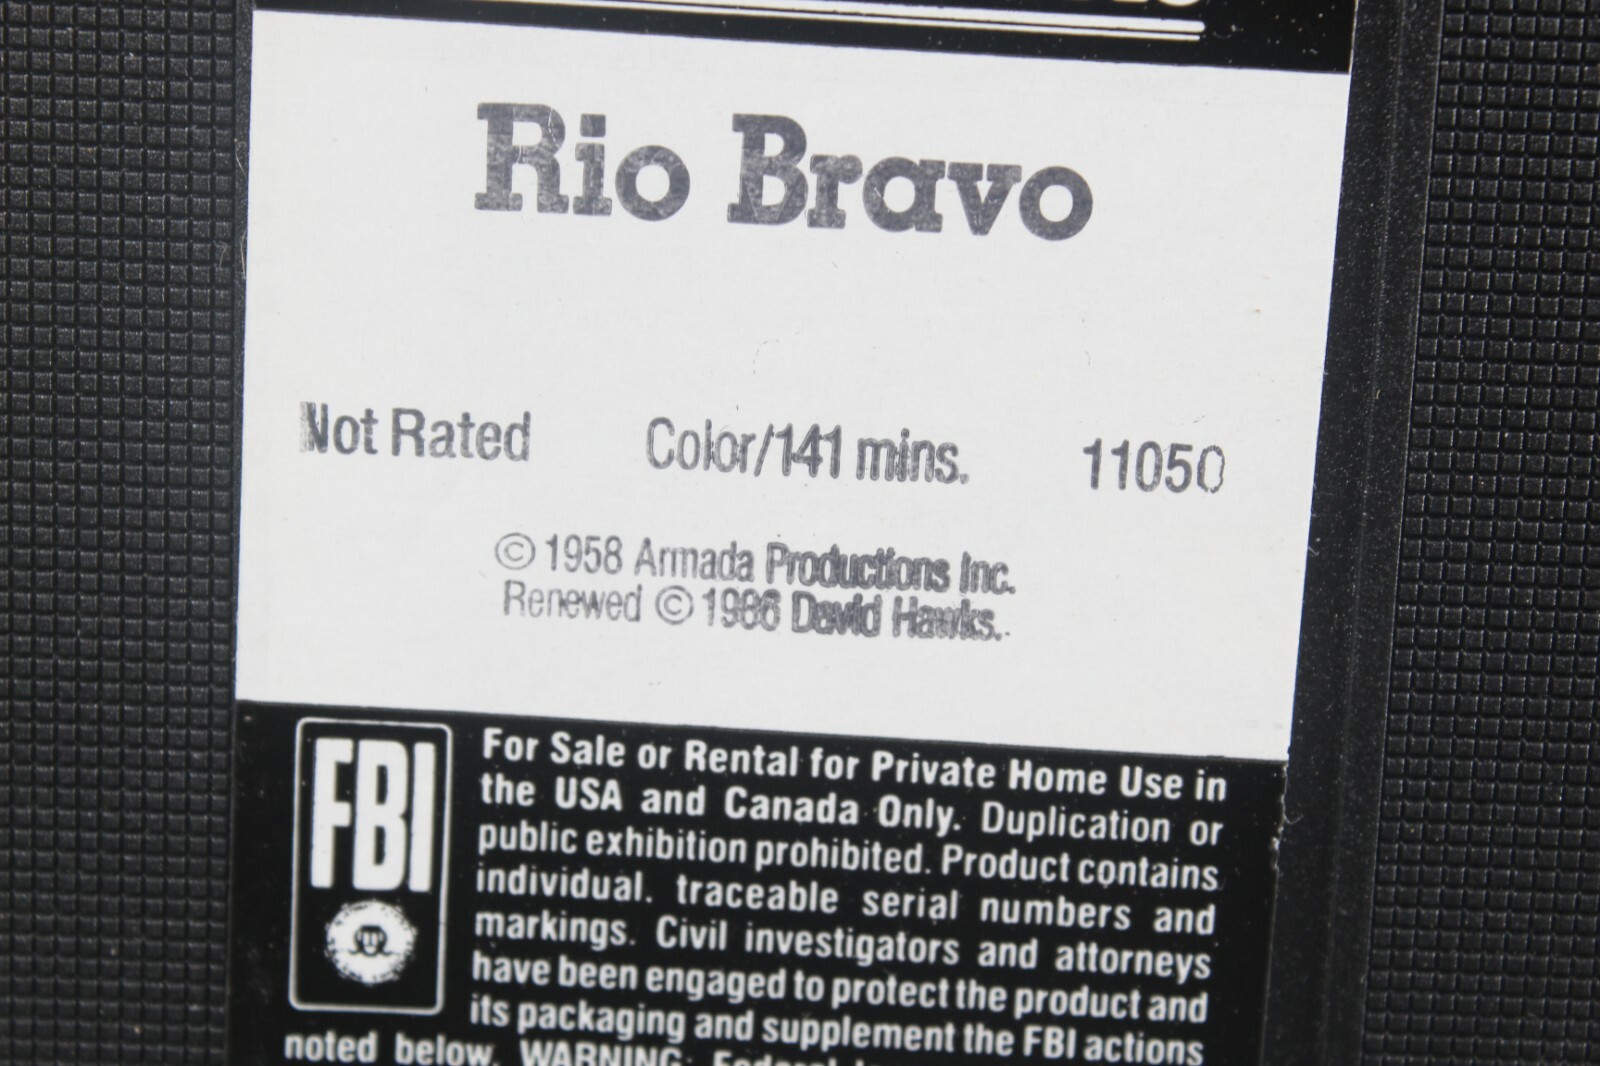 Rio Bravo
Not Rated Color/141 mins. 11050
© 1958 Armada Productions Inc.
Renewed © 1986 David Hawks.
FBI
For Sale or Rental for Private Home Use in
the USA and Canada Only. Duplication or
public exhibition prohibited. Product contains
individual. traceable serial numbers and
markings. Civil investigators and attorneys
have been engaged to protect the product and
its packaging and supplement the FBI actions
noted below. WARNING: Federal